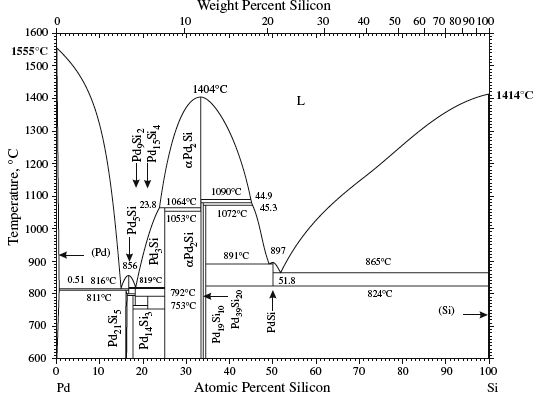 Weight Percent Silicon
0 10 20 30 40 50 60 70 80 90 100
1600
1555°C
1500
1404°C
1400
1414°C
L
1300
Pd9Si2
Pd15Si4
αPd2Si
1200
1100
1090°C
44.9
1064°C
23.8
45.3
1053°C
1072°C
Pd5Si
Pd3Si
αPd2Si
1000
Temperature, °C
(Pd)
900
891°C
897
856
865°C
0.51
816°C
819°C
51.8
800
811°C
792°C
824°C
753°C
(Si)
700
Pd21Si5
Pd14Si3
Pd19Si10
Pd39Si20
PdSi
600
0 10 20 30 40 50 60 70 80 90 100
Pd
Atomic Percent Silicon
Si